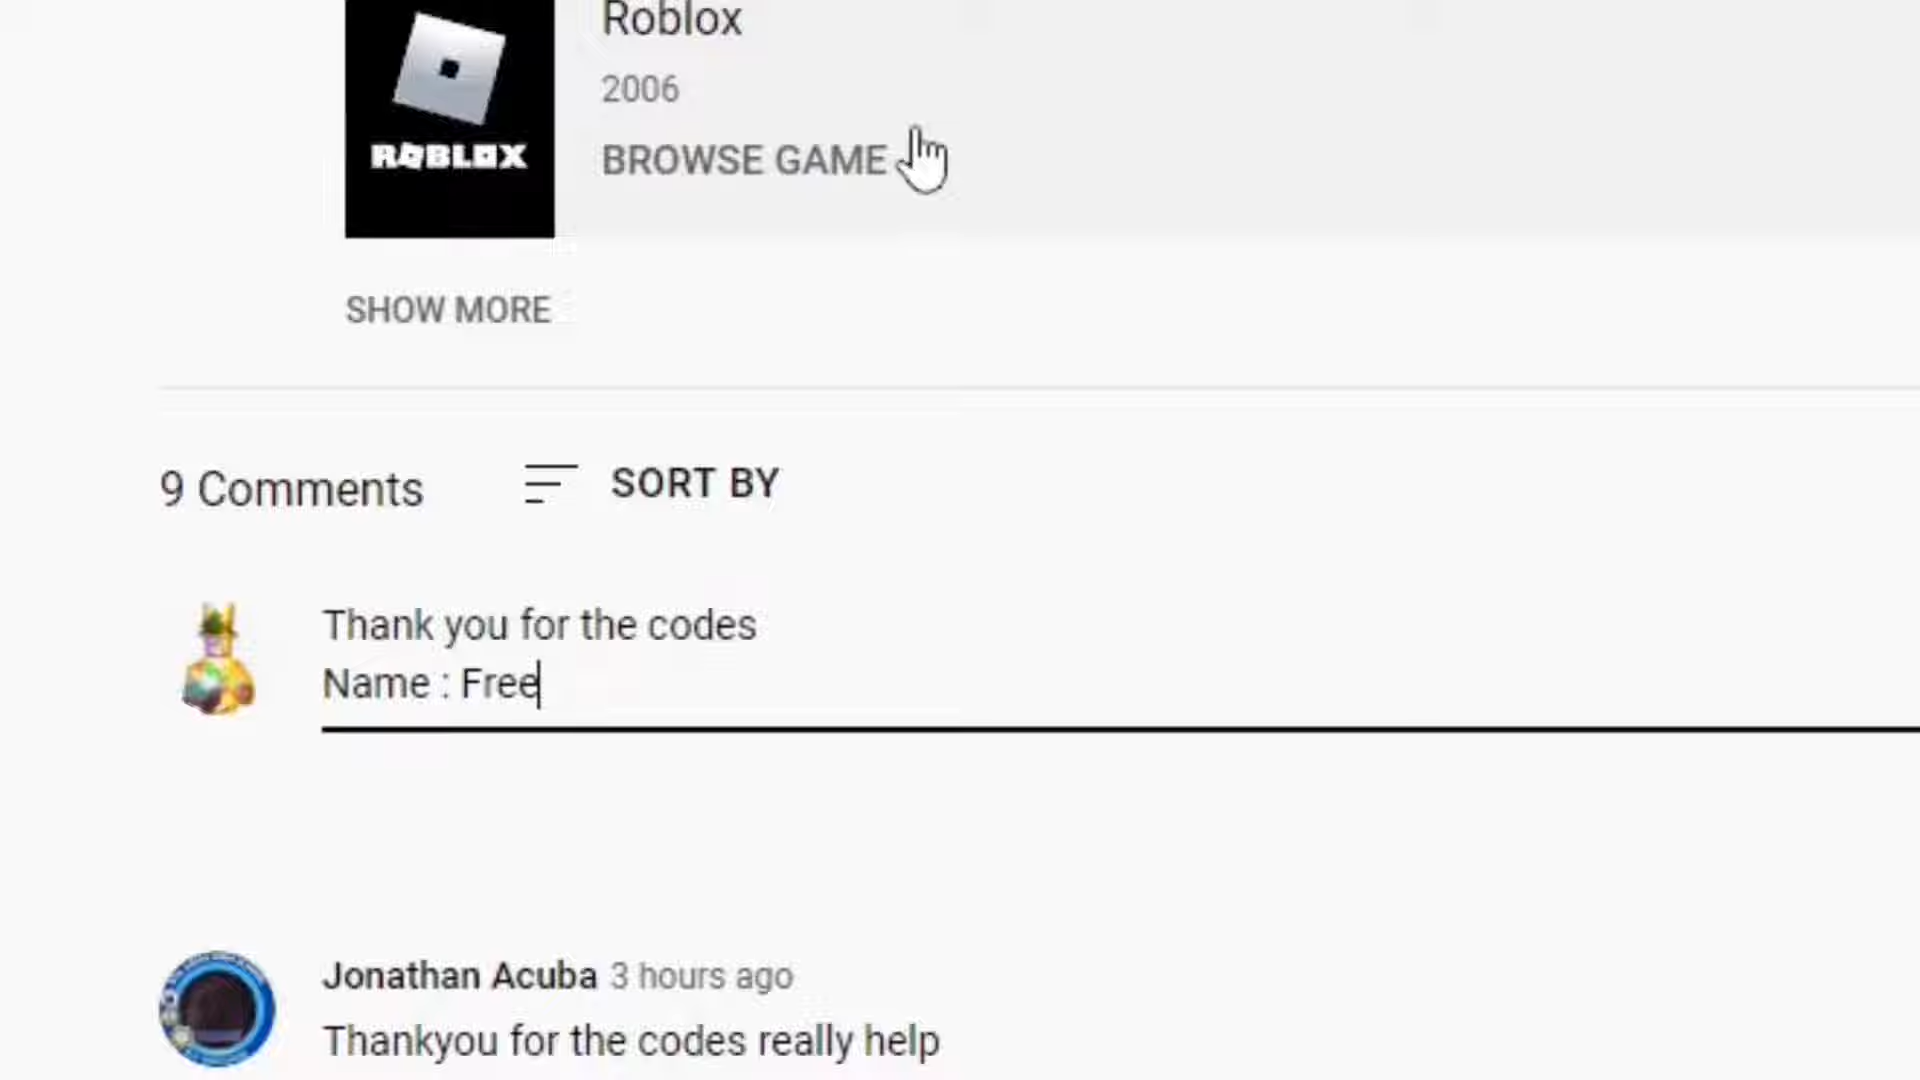 Roblox
2006
BROWSE GAME
ROBLOX
SHOW MORE
9 Comments
SORT BY
Thank you for the codes
Name : Free
Jonathan Acuba 3 hours ago
Thankyou for the codes really help